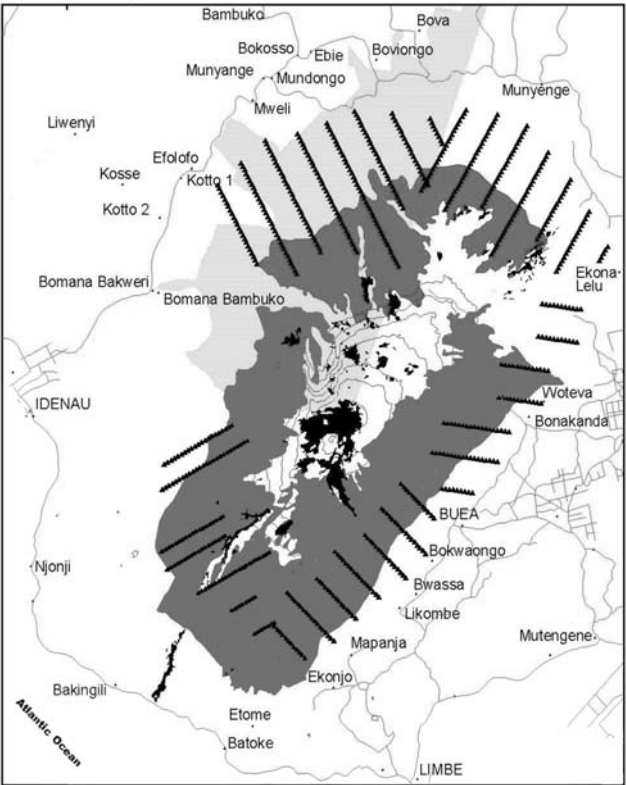 Bambuko
Bova
Bokosso
Ebie
Boviongo
Munyange
Mundongo
Munyenge
Mweli
Liwenyi
Efolofo
Kosse
Kotto 1
Kotto 2
Ekona-
Lelu
Bomana Bakweri
Bomana Bambuko
Woteva
IDENAU
Bonakanda
BUEA
Bokwaongo
Njonji
Bwassa
Likombe
Mapanja
Mutengene
Bakingili
Ekonjo
Etome
Atlantic Ocean
Batoke
LIMBE